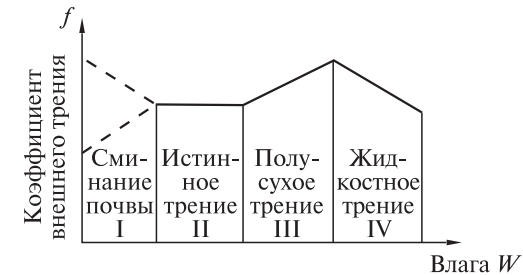 f
Коэффициент
внешнего трения
Сми-
нание
почвы
I
Истин-
ное
трение
II
Полу-
сухое
трение
III
Жид-
костное
трение
IV
Влага W